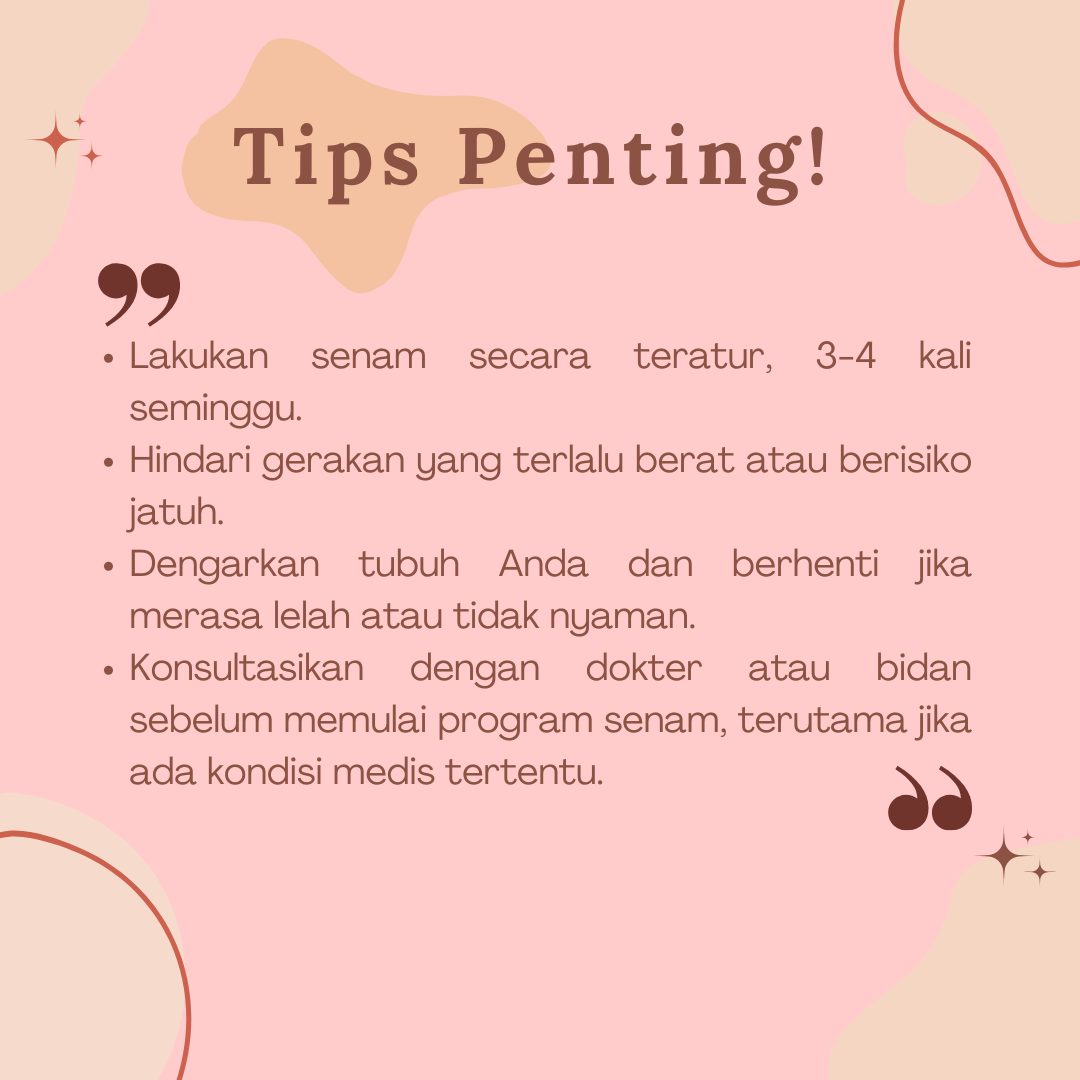 Tips Penting!
• Lakukan senam secara teratur, 3-4 kali
seminggu.
• Hindari gerakan yang terlalu berat atau berisiko
jatuh.
• Dengarkan tubuh Anda dan berhenti jika
merasa lelah atau tidak nyaman.
• Konsultasikan dengan dokter atau bidan
sebelum memulai program senam, terutama jika
ada kondisi medis tertentu.